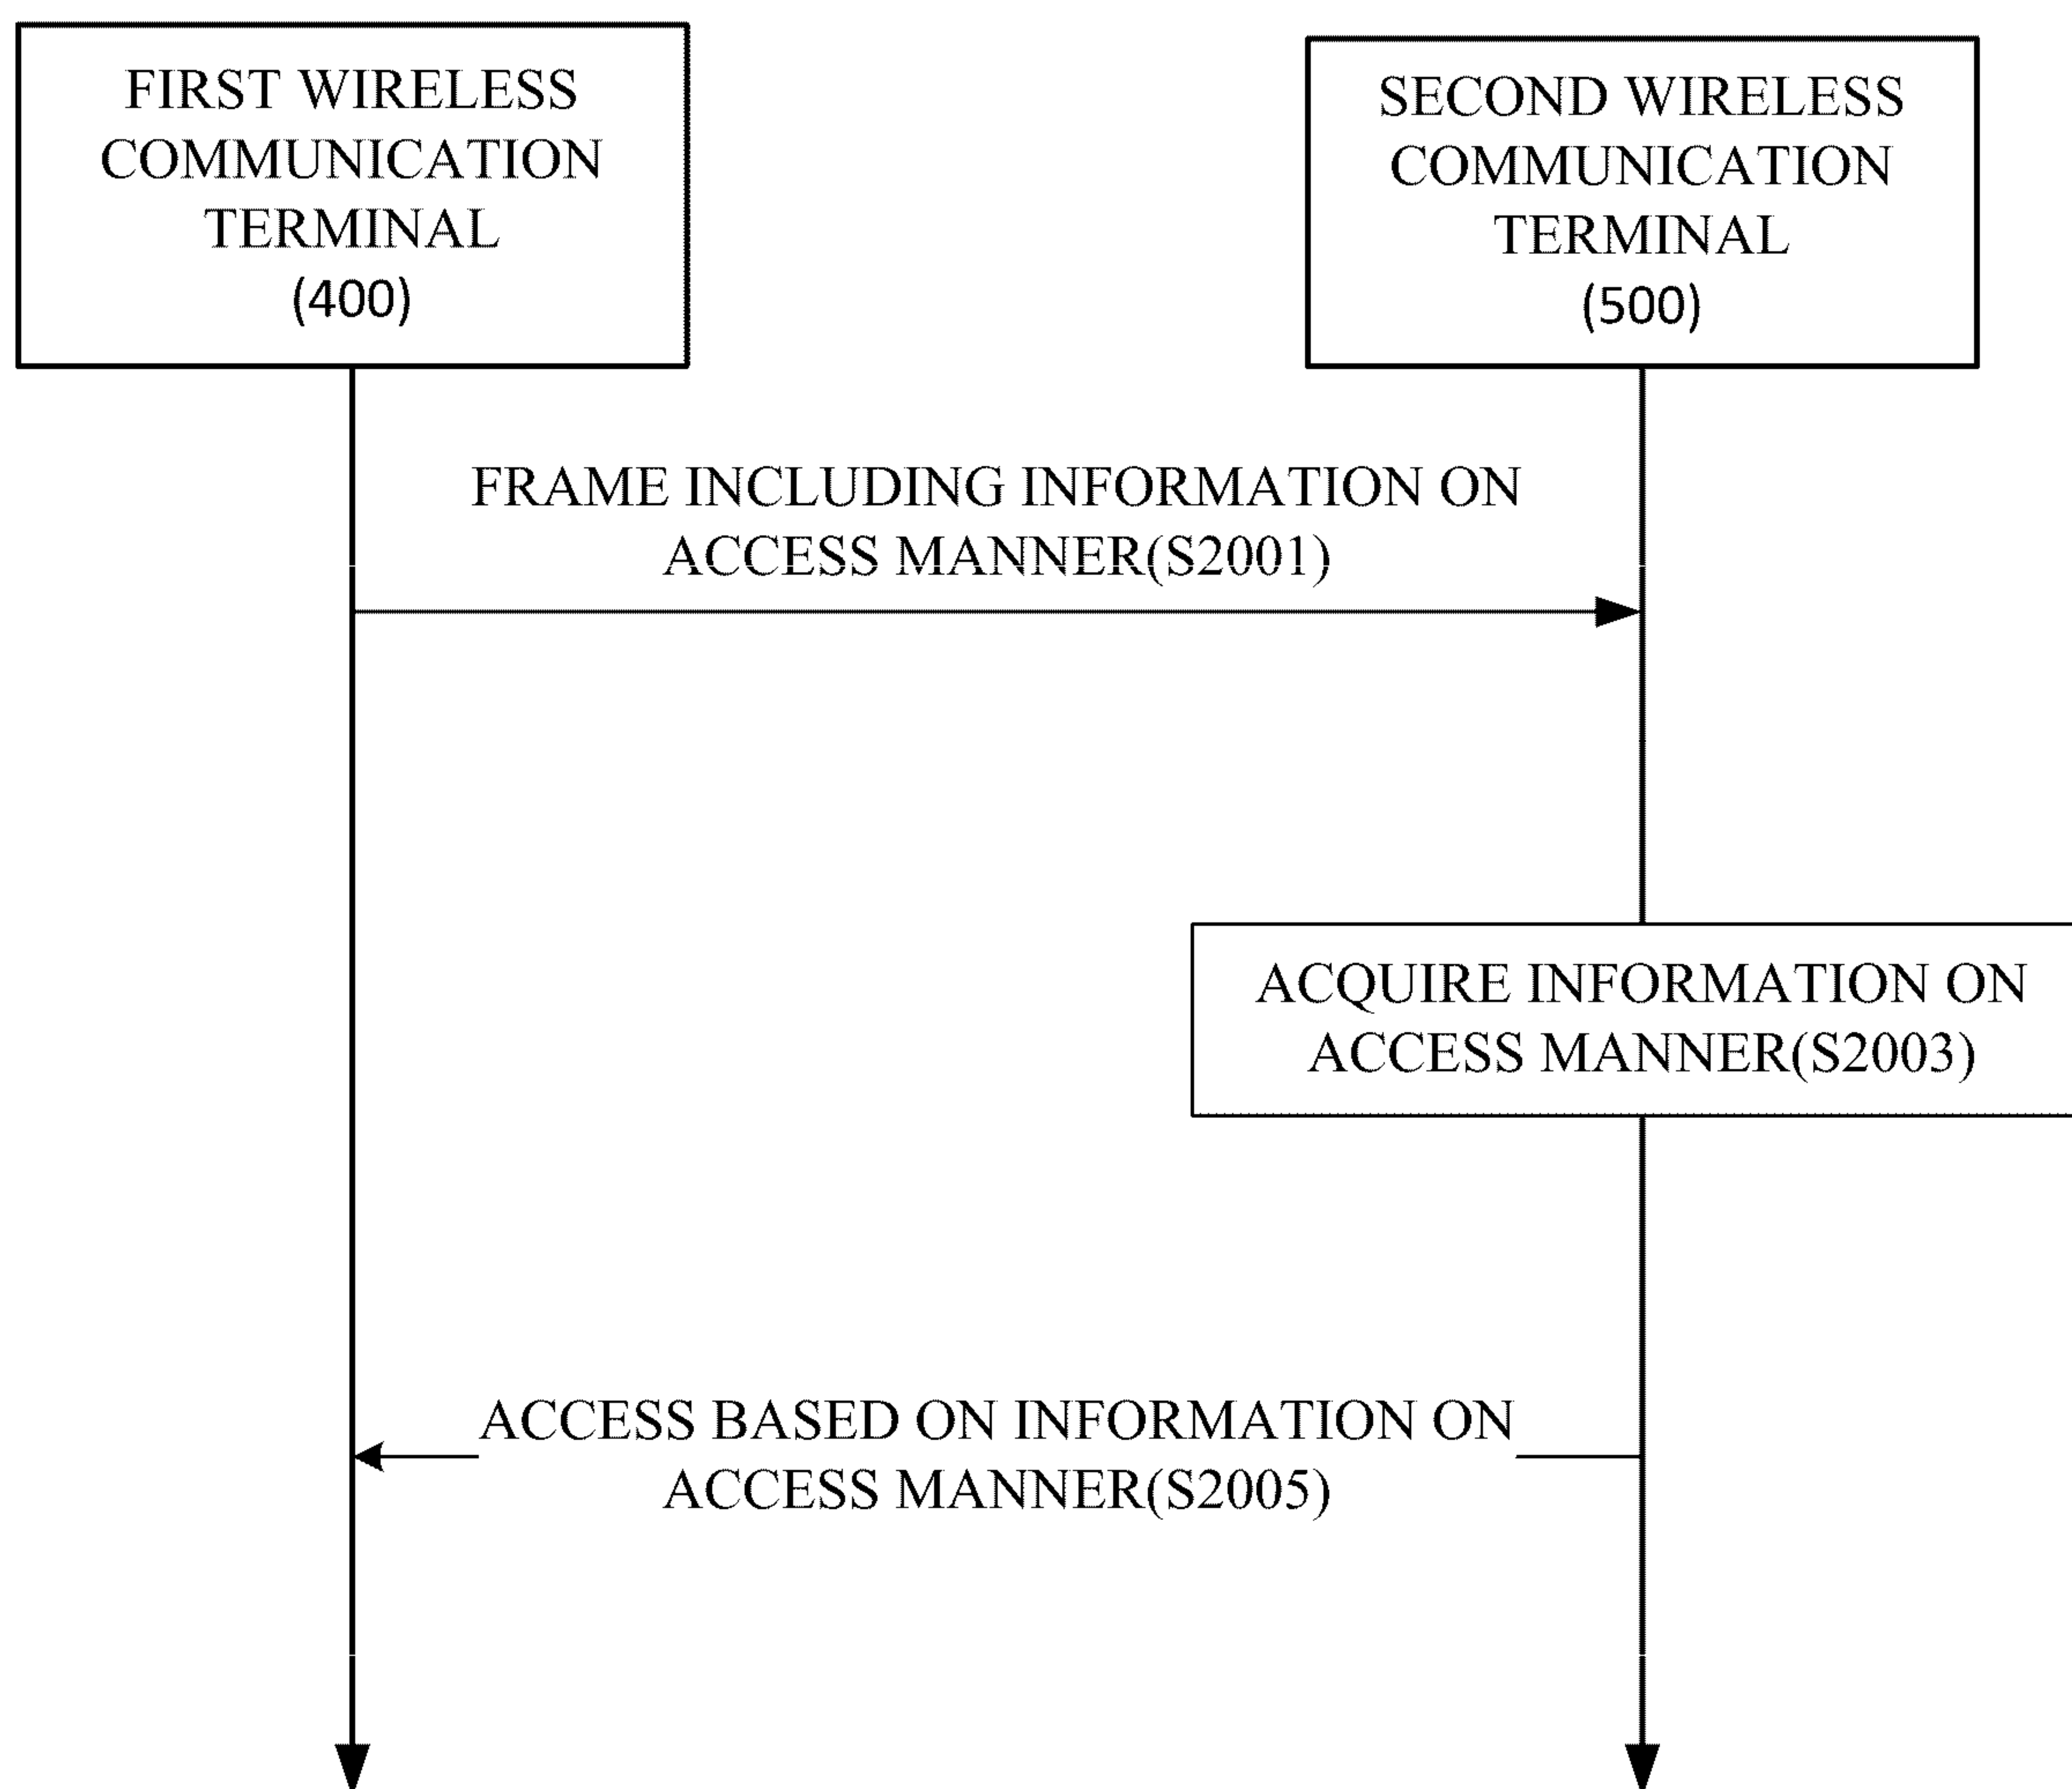 FIRST WIRELESS
COMMUNICATION
TERMINAL
(400)
SECOND WIRELESS
COMMUNICATION
TERMINAL
(500)
FRAME INCLUDING INFORMATION ON
ACCESS MANNER(S2001)
ACQUIRE INFORMATION ON
ACCESS MANNER(S2003)
ACCESS BASED ON INFORMATION ON
ACCESS MANNER(S2005)